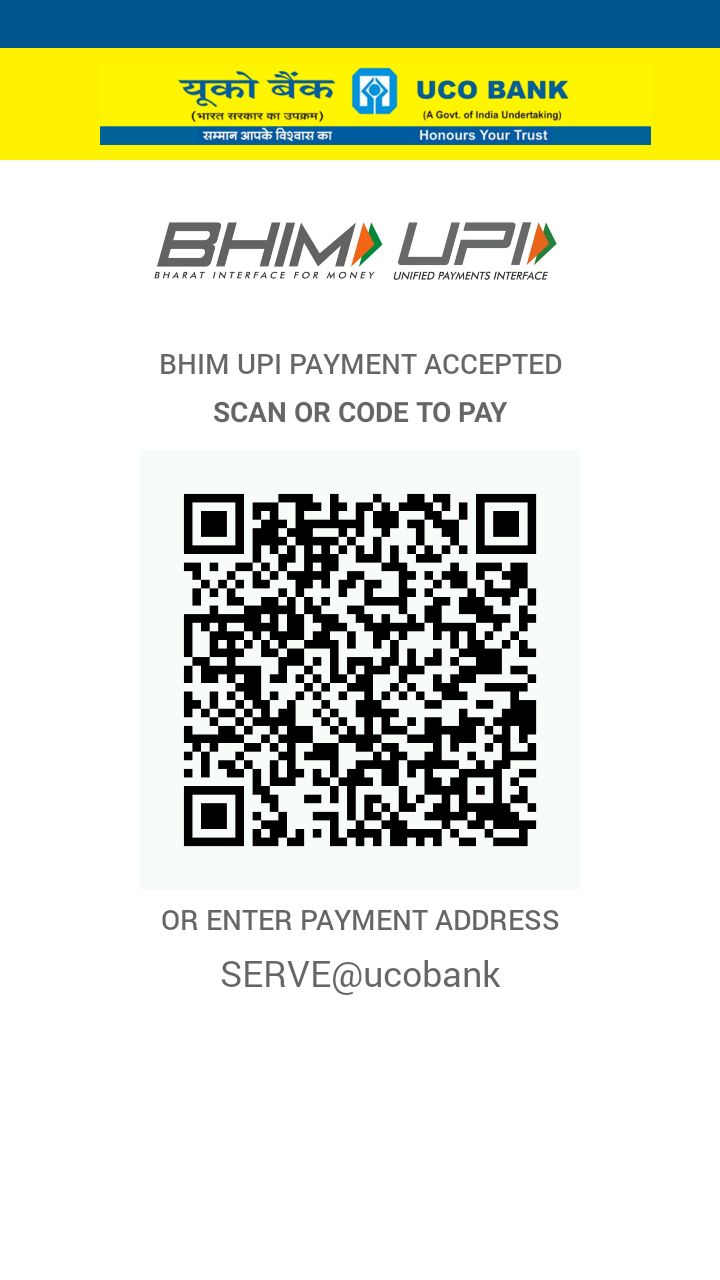 यूको बैंक UCO BANK
(भारत सरकार का उपक्रम) (A Govt. of India Undertaking)
सम्मान आपके विश्वास का Honours Your Trust
BHIM UPI
BHARAT INTERFACE FOR MONEY UNIFIED PAYMENTS INTERFACE
BHIM UPI PAYMENT ACCEPTED
SCAN OR CODE TO PAY
OR ENTER PAYMENT ADDRESS
SERVE@ucobank